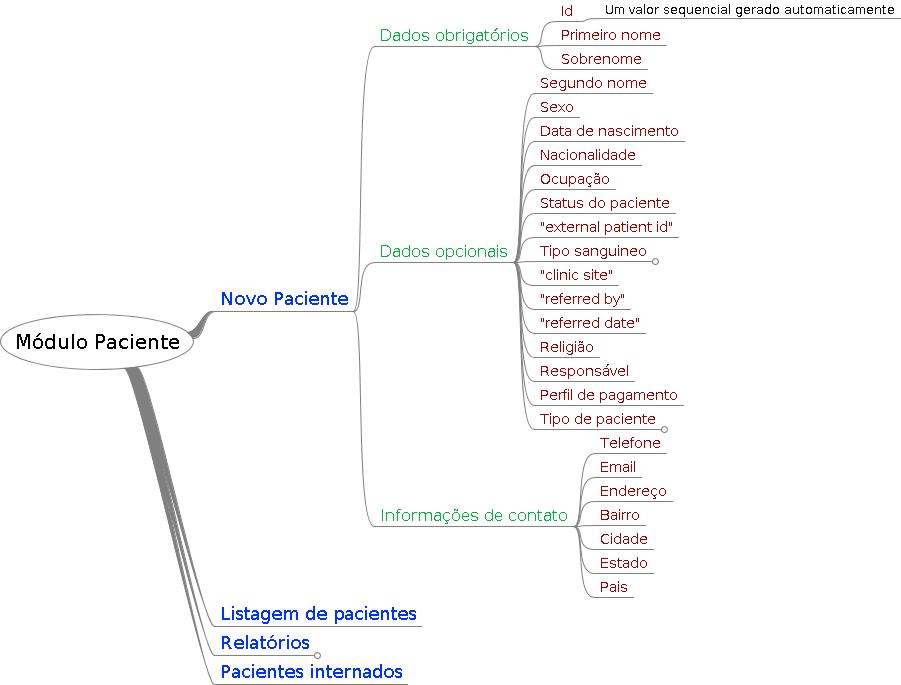 Módulo Paciente
Novo Paciente
Dados obrigatórios
Id
Um valor sequencial gerado automaticamente
Primeiro nome
Sobrenome
Dados opcionais
Segundo nome
Sexo
Data de nascimento
Nacionalidade
Ocupação
Status do paciente
"external patient id"
Tipo sanguineo
"clinic site"
"referred by"
"referred date"
Religião
Responsável
Perfil de pagamento
Tipo de paciente
Informações de contato
Telefone
Email
Endereço
Bairro
Cidade
Estado
Pais
Listagem de pacientes
Relatórios
Pacientes internados